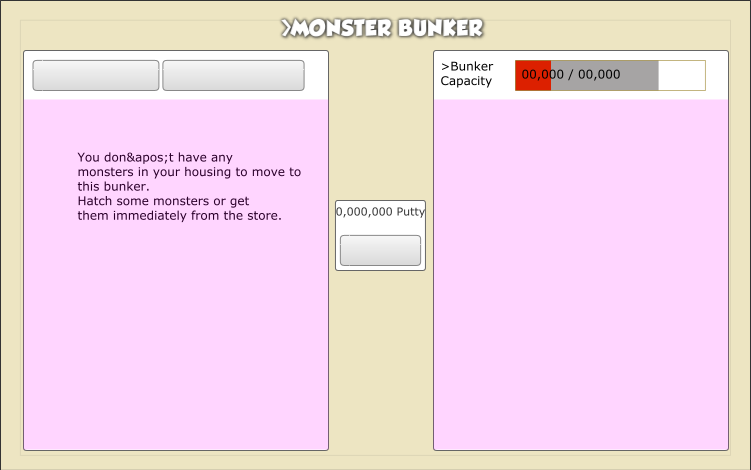 >MONSTER BUNKER
You don&apos;t have any
monsters in your housing to move to
this bunker.
Hatch some monsters or get
them immediately from the store.
0,000,000 Putty
>Bunker
Capacity
00,000 / 00,000